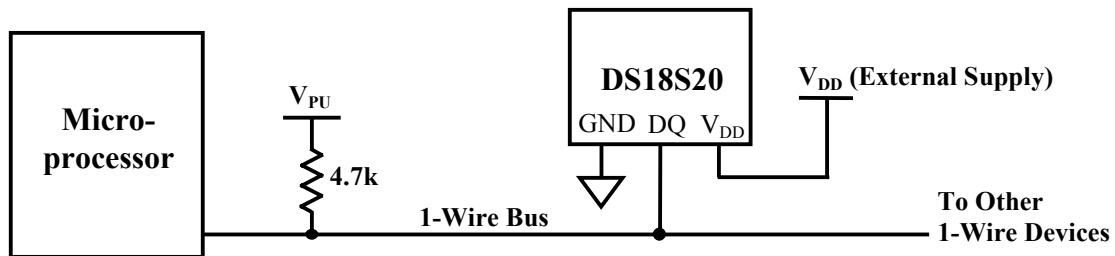 Micro-
processor
V_PU
4.7k
1-Wire Bus
DS18S20
GND DQ V_DD
V_DD (External Supply)
To Other
1-Wire Devices